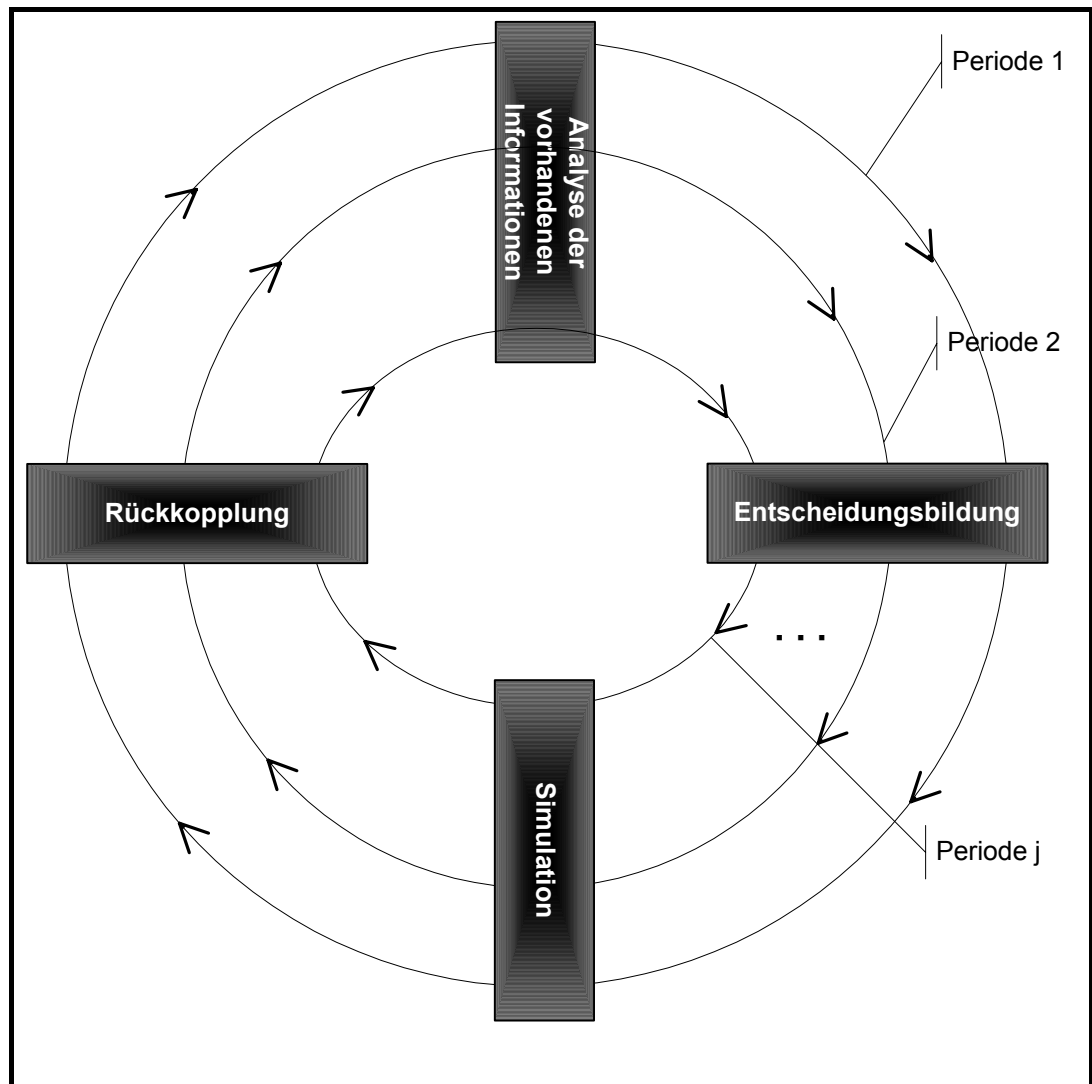 Periode 1
Analyse der
vorhandenen
Informationen
Periode 2
Rückkopplung
Entscheidungsbildung
. . .
Simulation
Periode j